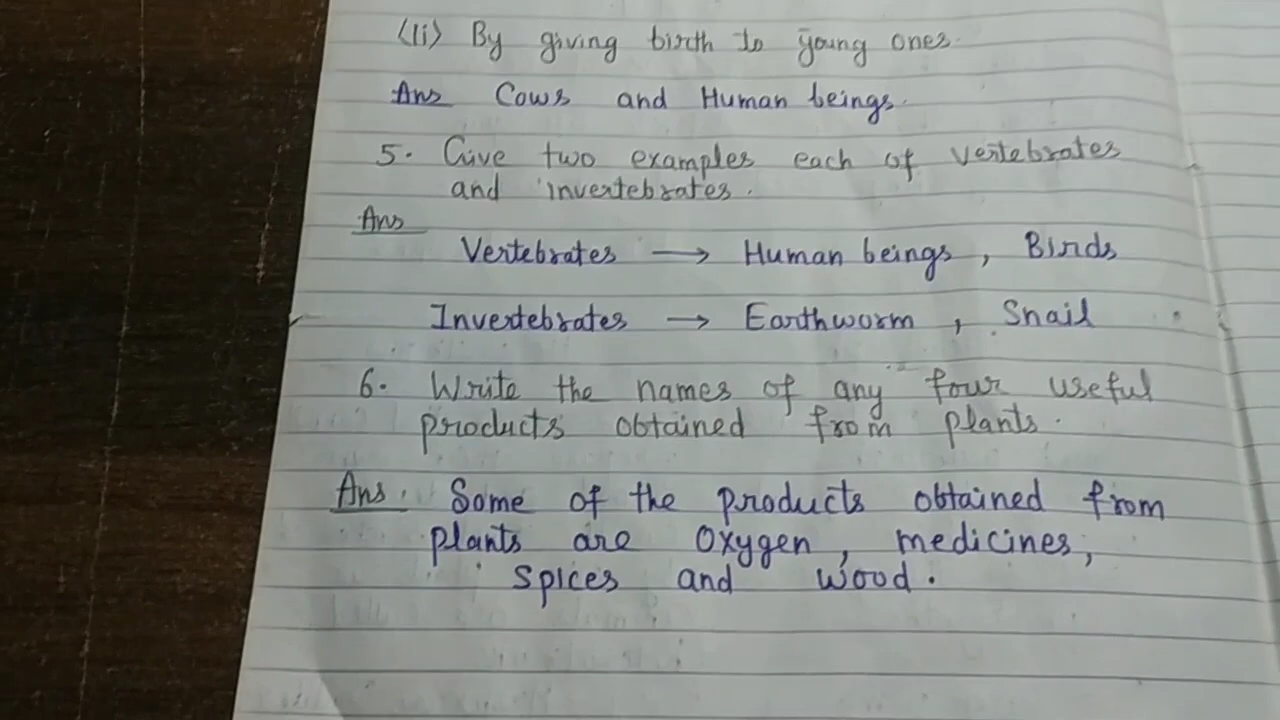 (ii) By giving birth to young ones.
Ans Cows and Human beings.
5. Give two examples each of vertebrates
and invertebrates.
Ans
Vertebrates → Human beings, Birds
Invertebrates → Earthworm, Snail
6. Write the names of any four useful
products obtained from plants.
Ans. Some of the products obtained from
plants are Oxygen, medicines,
spices and wood.